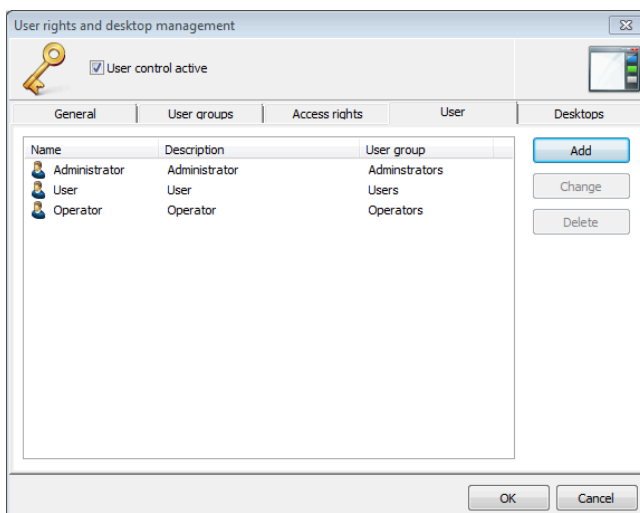 User rights and desktop management
User control active
General User groups Access rights User Desktops
Name Description User group
Administrator Administrator Adminstrators
User User Users
Operator Operator Operators
Add
Change
Delete
OK Cancel